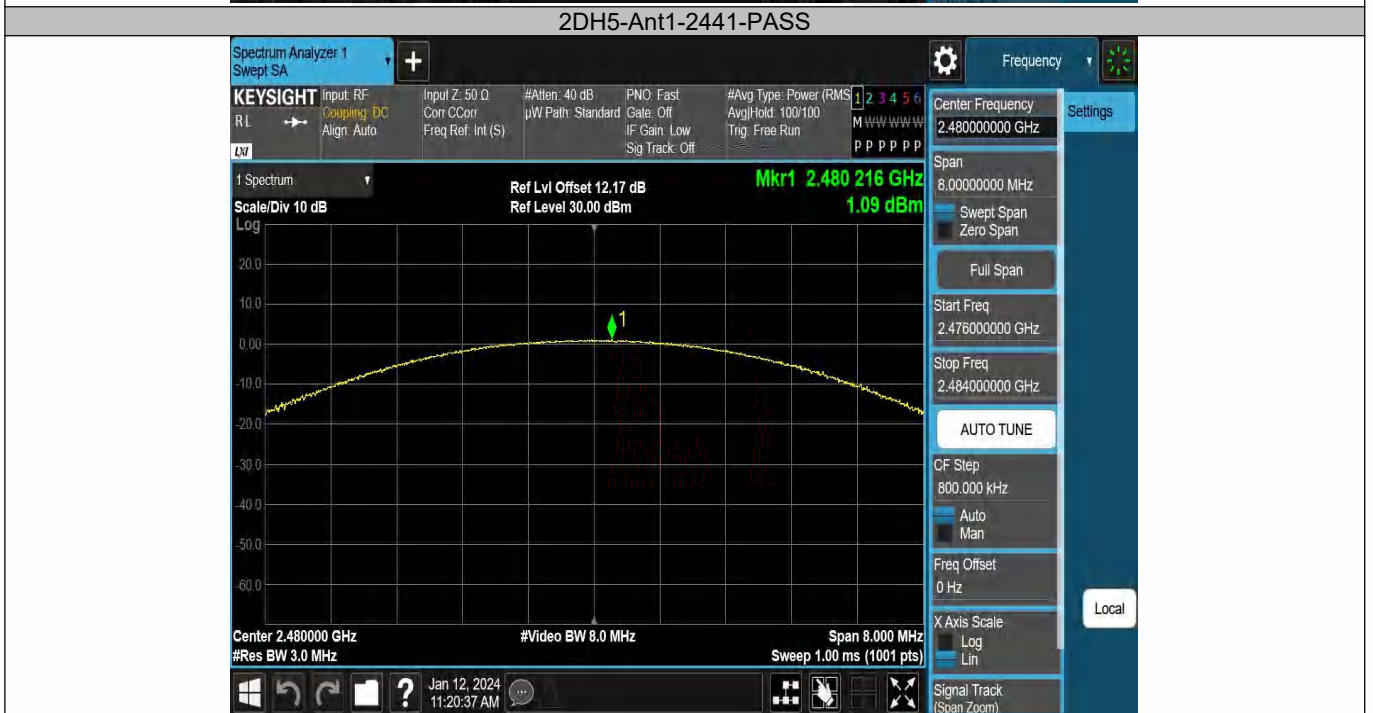 2DH5-Ant1-2441-PASS
Spectrum Analyzer 1
Swept SA
Frequency
KEYSIGHT
RL
LXI
Input: RF
Coupling: DC
Align: Auto
Input Z: 50 Ω
Corr CCorr
Freq Ref: Int (S)
#Atten: 40 dB
µW Path: Standard
PNO: Fast
Gate: Off
IF Gain: Low
Sig Track: Off
#Avg Type: Power (RMS
Avg|Hold: 100/100
Trig: Free Run
1 2 3 4 5 6
M W W W W W
P P P P P P
Center Frequency
2.480000000 GHz
Settings
Span
8.00000000 MHz
Swept Span
Zero Span
Full Span
Start Freq
2.476000000 GHz
Stop Freq
2.484000000 GHz
AUTO TUNE
CF Step
800.000 kHz
Auto
Man
Freq Offset
0 Hz
X Axis Scale
Log
Lin
Signal Track
(Span Zoom)
Local
1 Spectrum
Scale/Div 10 dB
Log
Ref Lvl Offset 12.17 dB
Ref Level 30.00 dBm
Mkr1 2.480 216 GHz
1.09 dBm
20.0
10.0
1
0.00
-10.0
-20.0
-30.0
-40.0
-50.0
-60.0
Center 2.480000 GHz
#Res BW 3.0 MHz
#Video BW 8.0 MHz
Span 8.000 MHz
Sweep 1.00 ms (1001 pts)
?
Jan 12, 2024
11:20:37 AM